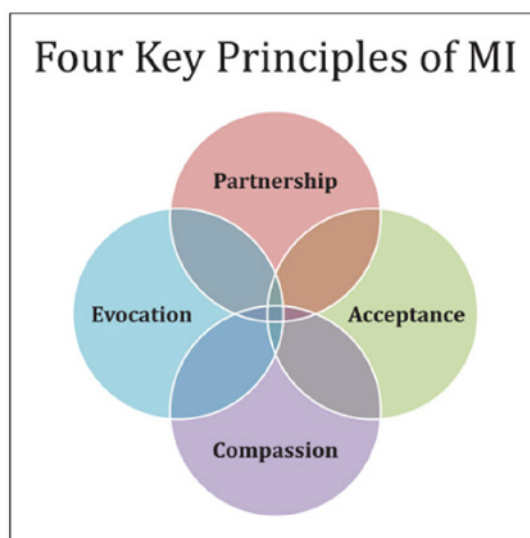 Four Key Principles of MI
Partnership
Evocation
Acceptance
Compassion